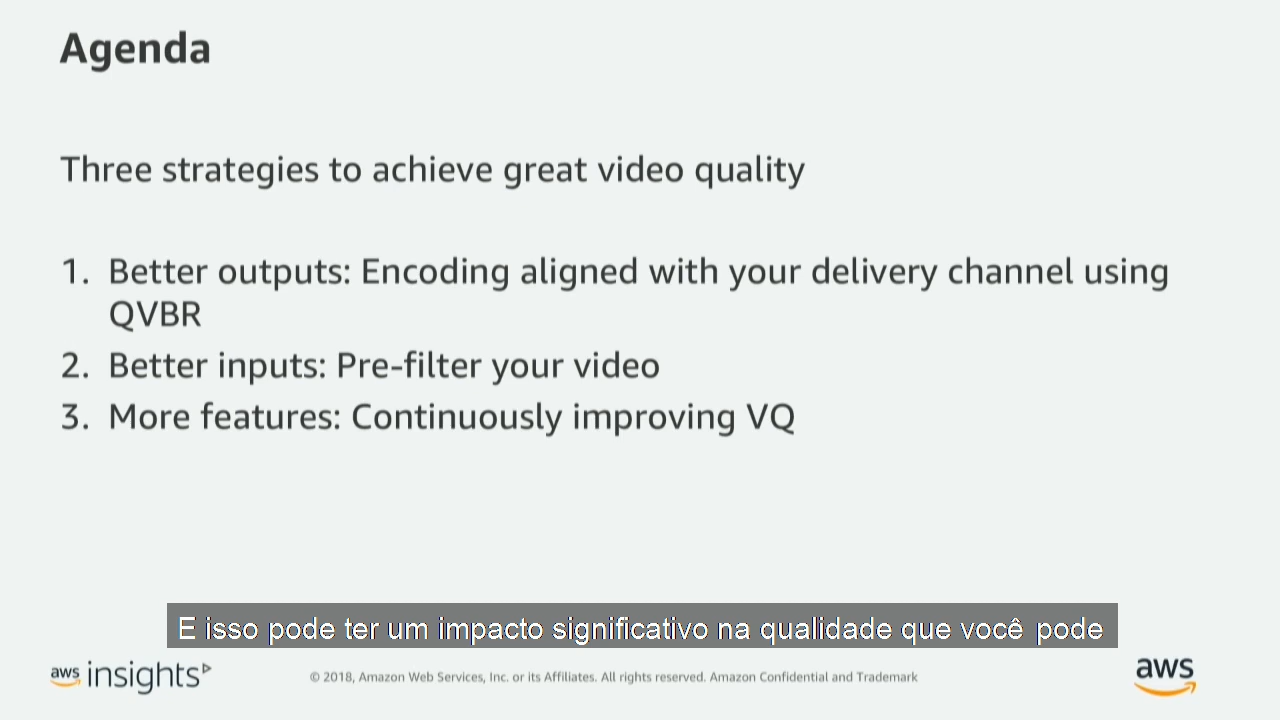 Agenda
Three strategies to achieve great video quality
1. Better outputs: Encoding aligned with your delivery channel using
QVBR
2. Better inputs: Pre-filter your video
3. More features: Continuously improving VQ
E isso pode ter um impacto significativo na qualidade que você pode
aws insights
© 2018, Amazon Web Services, Inc. or its Affiliates. All rights reserved. Amazon Confidential and Trademark
aws